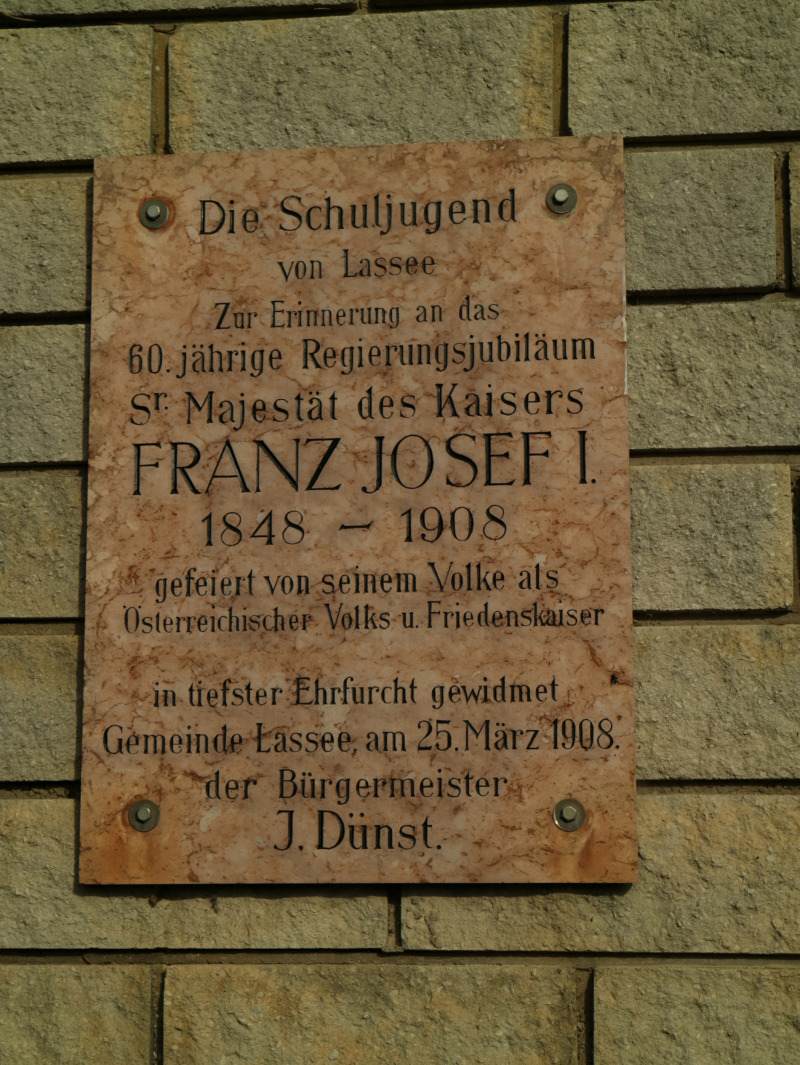 Die Schuljugend
von Lassee
Zur Erinnerung an das
60.jährige Regierungsjubiläum
Sr. Majestät des Kaisers
FRANZ JOSEF I.
1848 – 1908
gefeiert von seinem Volke als
Österreichischer Volks u. Friedenskaiser
in tiefster Ehrfurcht gewidmet
Gemeinde Lassee, am 25. März 1908.
der Bürgermeister
J. Dünst.